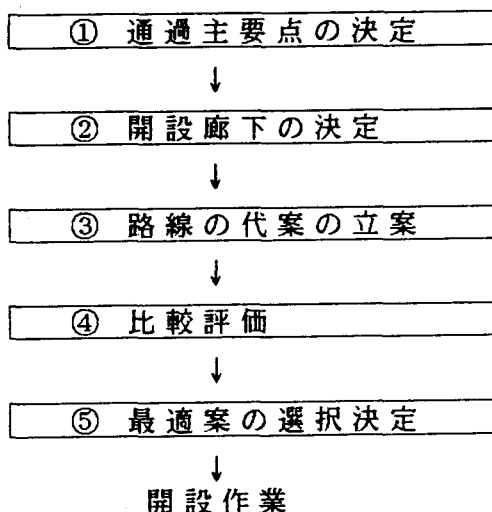 ① 通過主要点の決定
↓
② 開設廊下の決定
↓
③ 路線の代案の立案
↓
④ 比較評価
↓
⑤ 最適案の選択決定
↓
開設作業